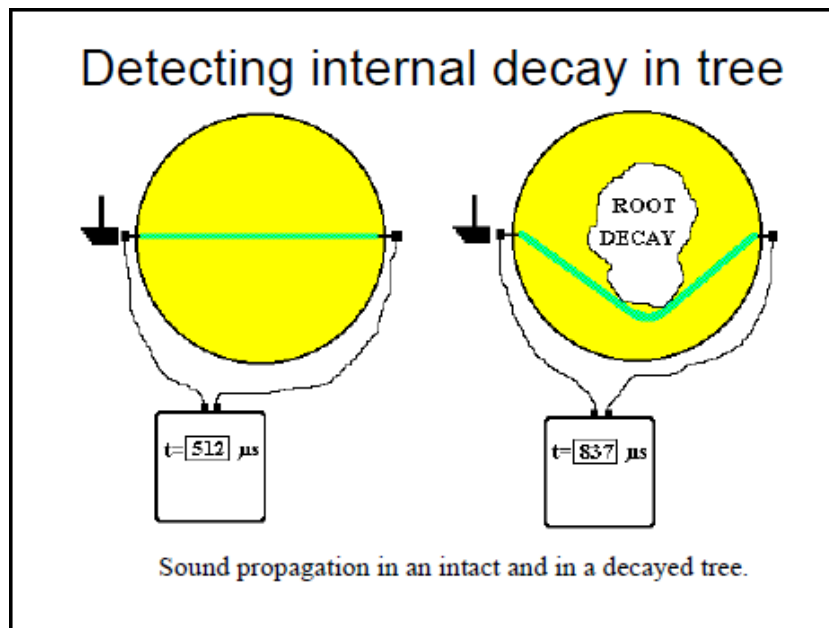 Detecting internal decay in tree
ROOT
DECAY
t=512 µs
t=837 µs
Sound propagation in an intact and in a decayed tree.